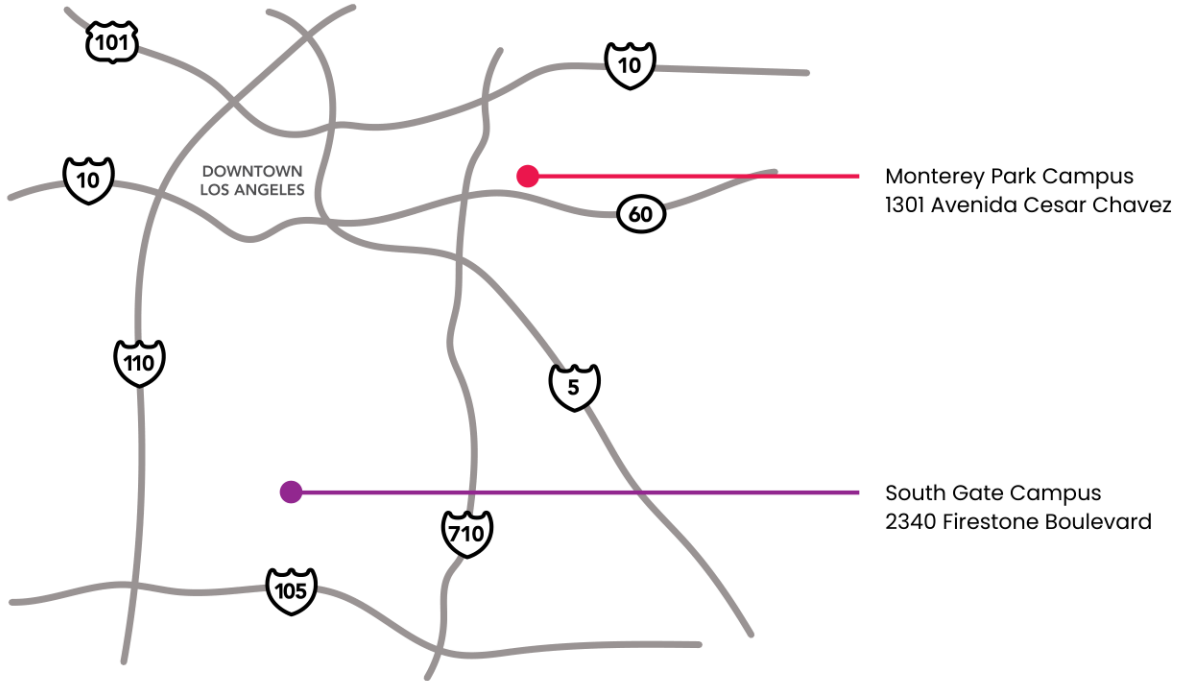 101
10
10
DOWNTOWN
LOS ANGELES
Monterey Park Campus
1301 Avenida Cesar Chavez
60
110
5
South Gate Campus
2340 Firestone Boulevard
710
105